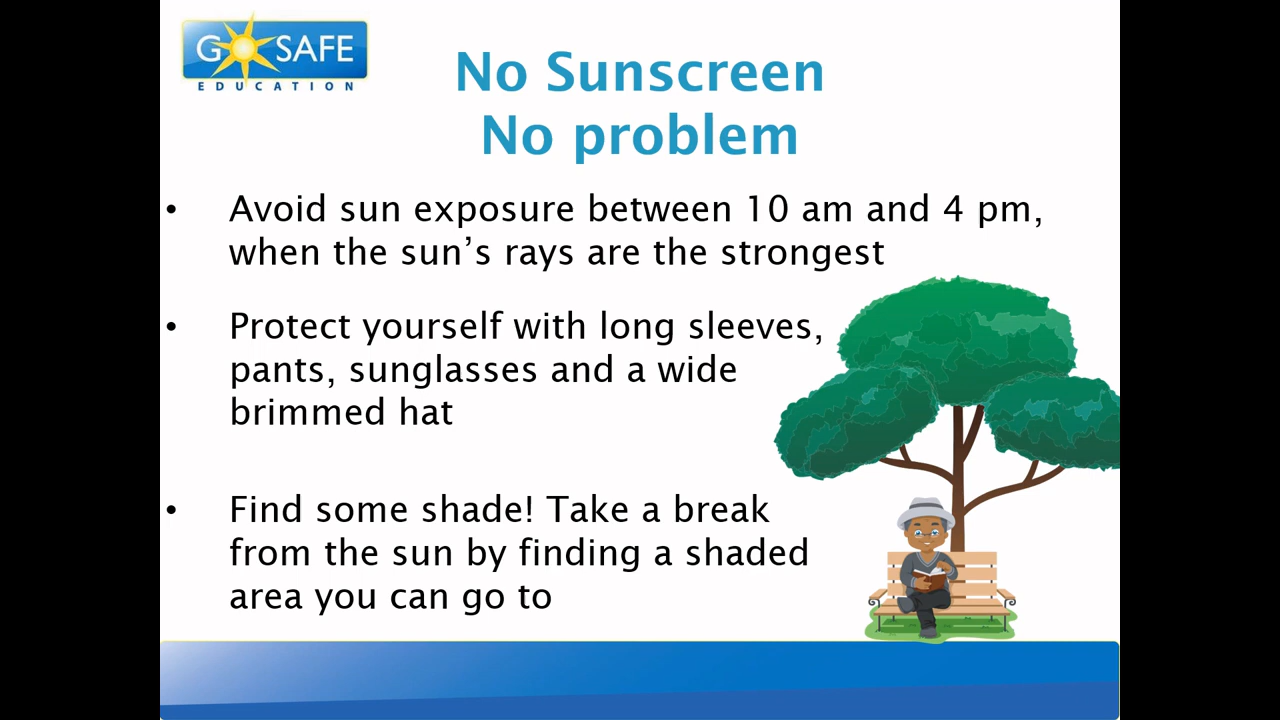 GO SAFE
EDUCATION
No Sunscreen
No problem
• Avoid sun exposure between 10 am and 4 pm,
when the sun’s rays are the strongest
• Protect yourself with long sleeves,
pants, sunglasses and a wide
brimmed hat
• Find some shade! Take a break
from the sun by finding a shaded
area you can go to